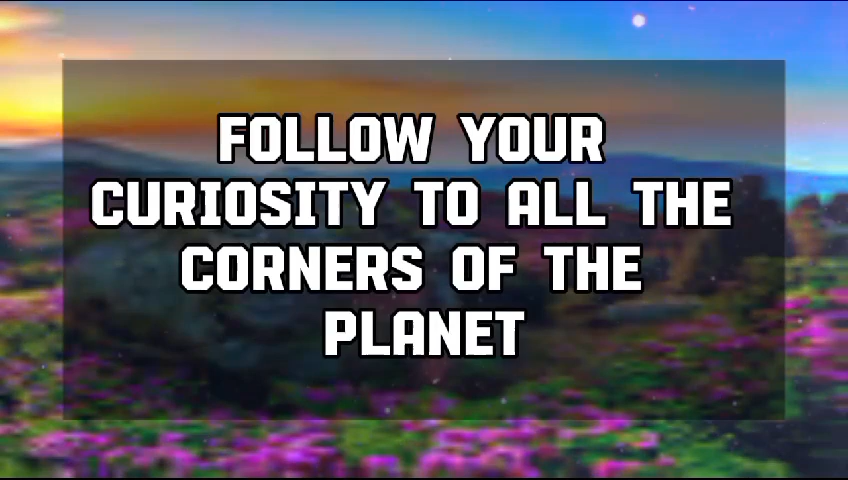 FOLLOW YOUR
CURIOSITY TO ALL THE
CORNERS OF THE
PLANET